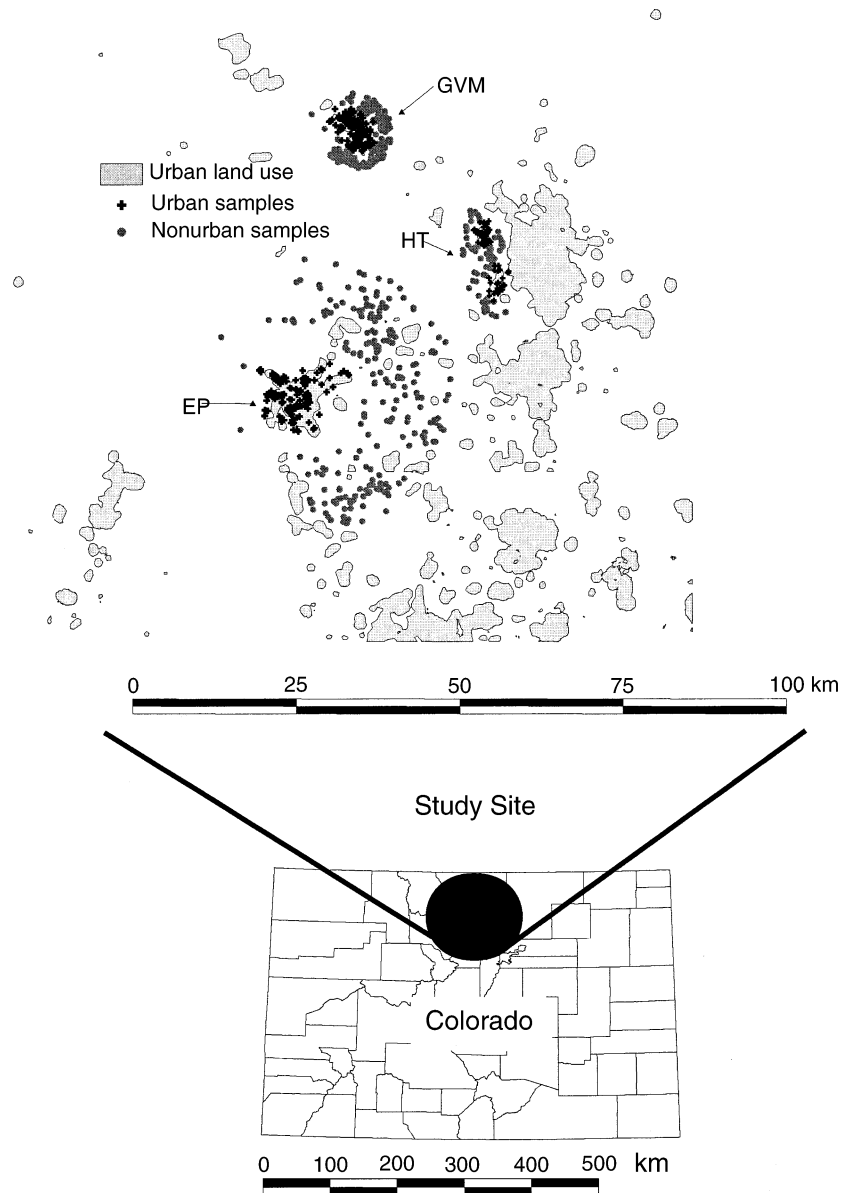 GVM
Urban land use
Urban samples
Nonurban samples
HT
EP
0 25 50 75 100 km
Study Site
Colorado
0 100 200 300 400 500 km